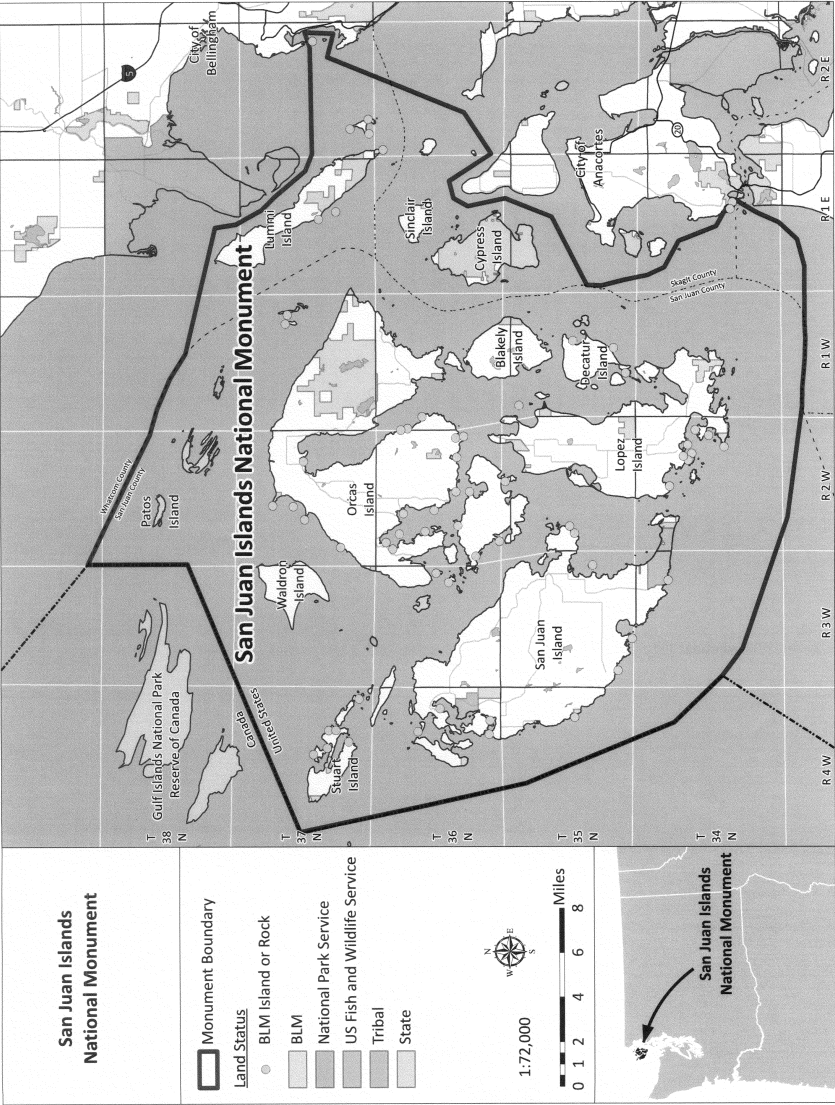 San Juan Islands
National Monument
Monument Boundary
Land Status
BLM Island or Rock
BLM
National Park Service
US Fish and Wildlife Service
Tribal
State
N
W
E
S
1:72,000
Miles
0 1 2 4 6 8
San Juan Islands
National Monument
T
38
N
T
37
N
T
36
N
T
35
N
T
34
N
R 4 W
R 3 W
R 2 W
R 1 W
R 1 E
R 2 E
Gulf Islands National Park
Reserve of Canada
Canada
United States
Whatcom County
San Juan County
Patos
Island
San Juan Islands National Monument
Stuart
Island
Waldron
Island
Orcas
Island
San Juan
Island
Lopez
Island
Blakely
Island
Decatur
Island
Lummi
Island
Sinclair
Island
Cypress
Island
Skagit County
San Juan County
City of
Bellingham
5
City of
Anacortes
20